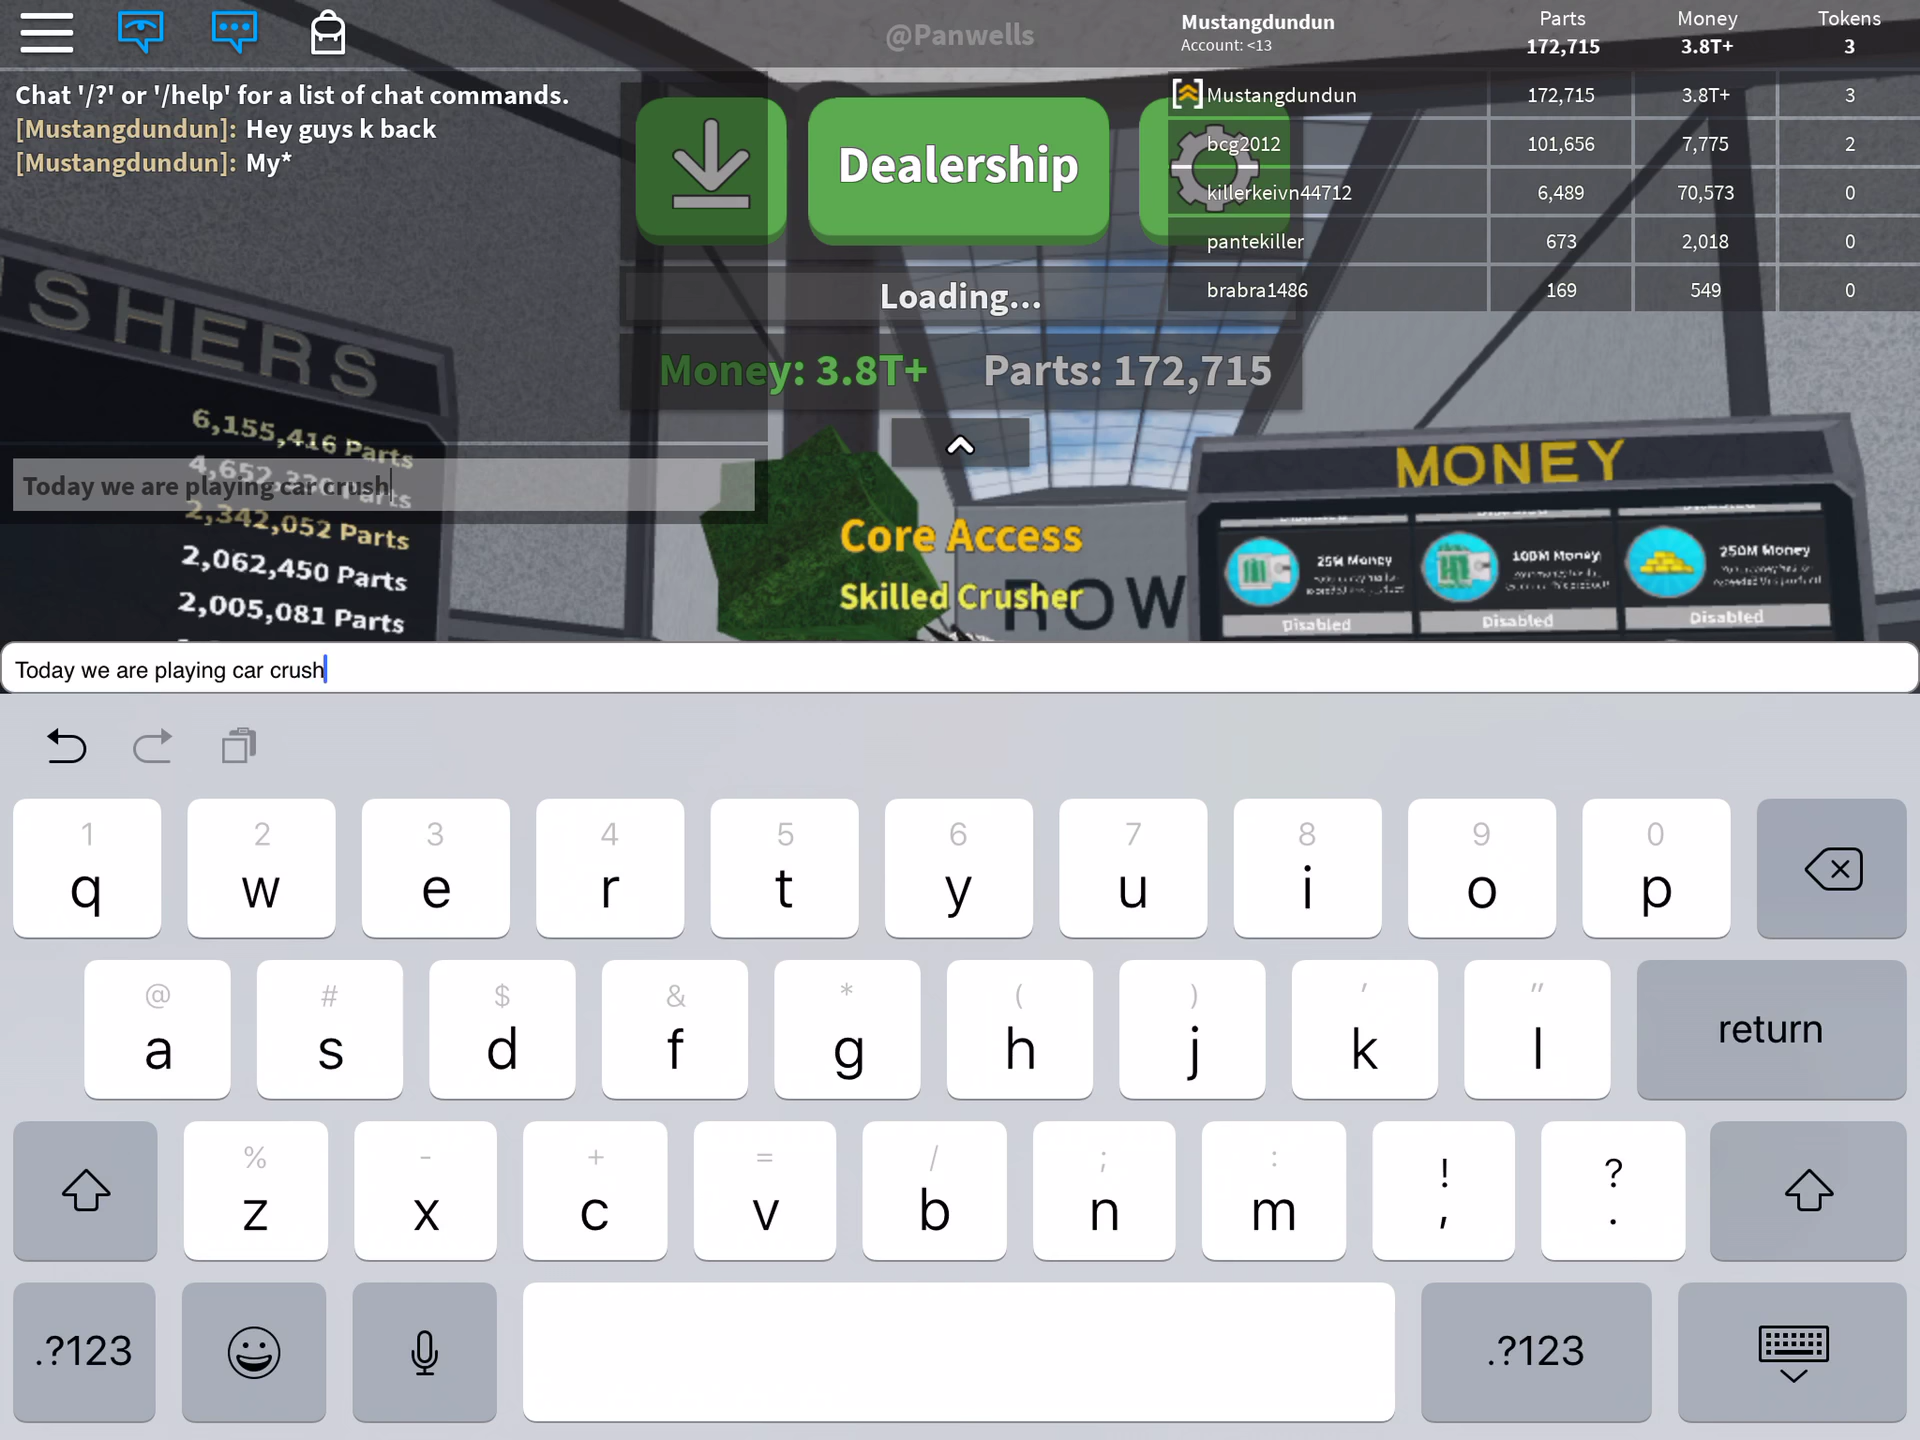 @Panwells
Mustangdundun
Account: <13
Parts
172,715
Money
3.8T+
Tokens
3
Chat '/?' or '/help' for a list of chat commands.
[Mustangdundun]: Hey guys k back
[Mustangdundun]: My*
Dealership
Mustangdundun 172,715 3.8T+ 3
bcg2012 101,656 7,775 2
killerkeivn44712 6,489 70,573 0
pantekiller 673 2,018 0
brabra1486 169 549 0
Loading...
Money: 3.8T+ Parts: 172,715
SHERS
6,155,416 Parts
Today we are playing car crush
2,342,052 Parts
2,062,450 Parts
2,005,081 Parts
Core Access
Skilled Crusher
ROW
MONEY
25M Money
100M Money
250M Money
Disabled Disabled Disabled
Today we are playing car crush
1 2 3 4 5 6 7 8 9 0
q w e r t y u i o p
@ # $ & * ( ) ' "
a s d f g h j k l return
% - + = / ; : ! ?
z x c v b n m , .
.?123 .?123